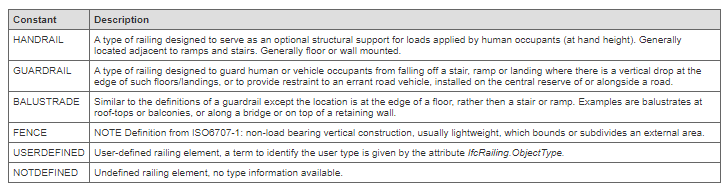 Constant Description
HANDRAIL A type of railing designed to serve as an optional structural support for loads applied by human occupants (at hand height). Generally
located adjacent to ramps and stairs. Generally floor or wall mounted.
GUARDRAIL A type of railing designed to guard human or vehicle occupants from falling off a stair, ramp or landing where there is a vertical drop at the
edge of such floors/landings, or to provide restraint to an errant road vehicle, installed on the central reserve of or alongside a road.
BALUSTRADE Similar to the definitions of a guardrail except the location is at the edge of a floor, rather then a stair or ramp. Examples are balustrates at
roof-tops or balconies, or along a bridge or on top of a retaining wall.
FENCE NOTE Definition from ISO6707-1: non-load bearing vertical construction, usually lightweight, which bounds or subdivides an external area.
USERDEFINED User-defined railing element, a term to identify the user type is given by the attribute IfcRailing.ObjectType.
NOTDEFINED Undefined railing element, no type information available.